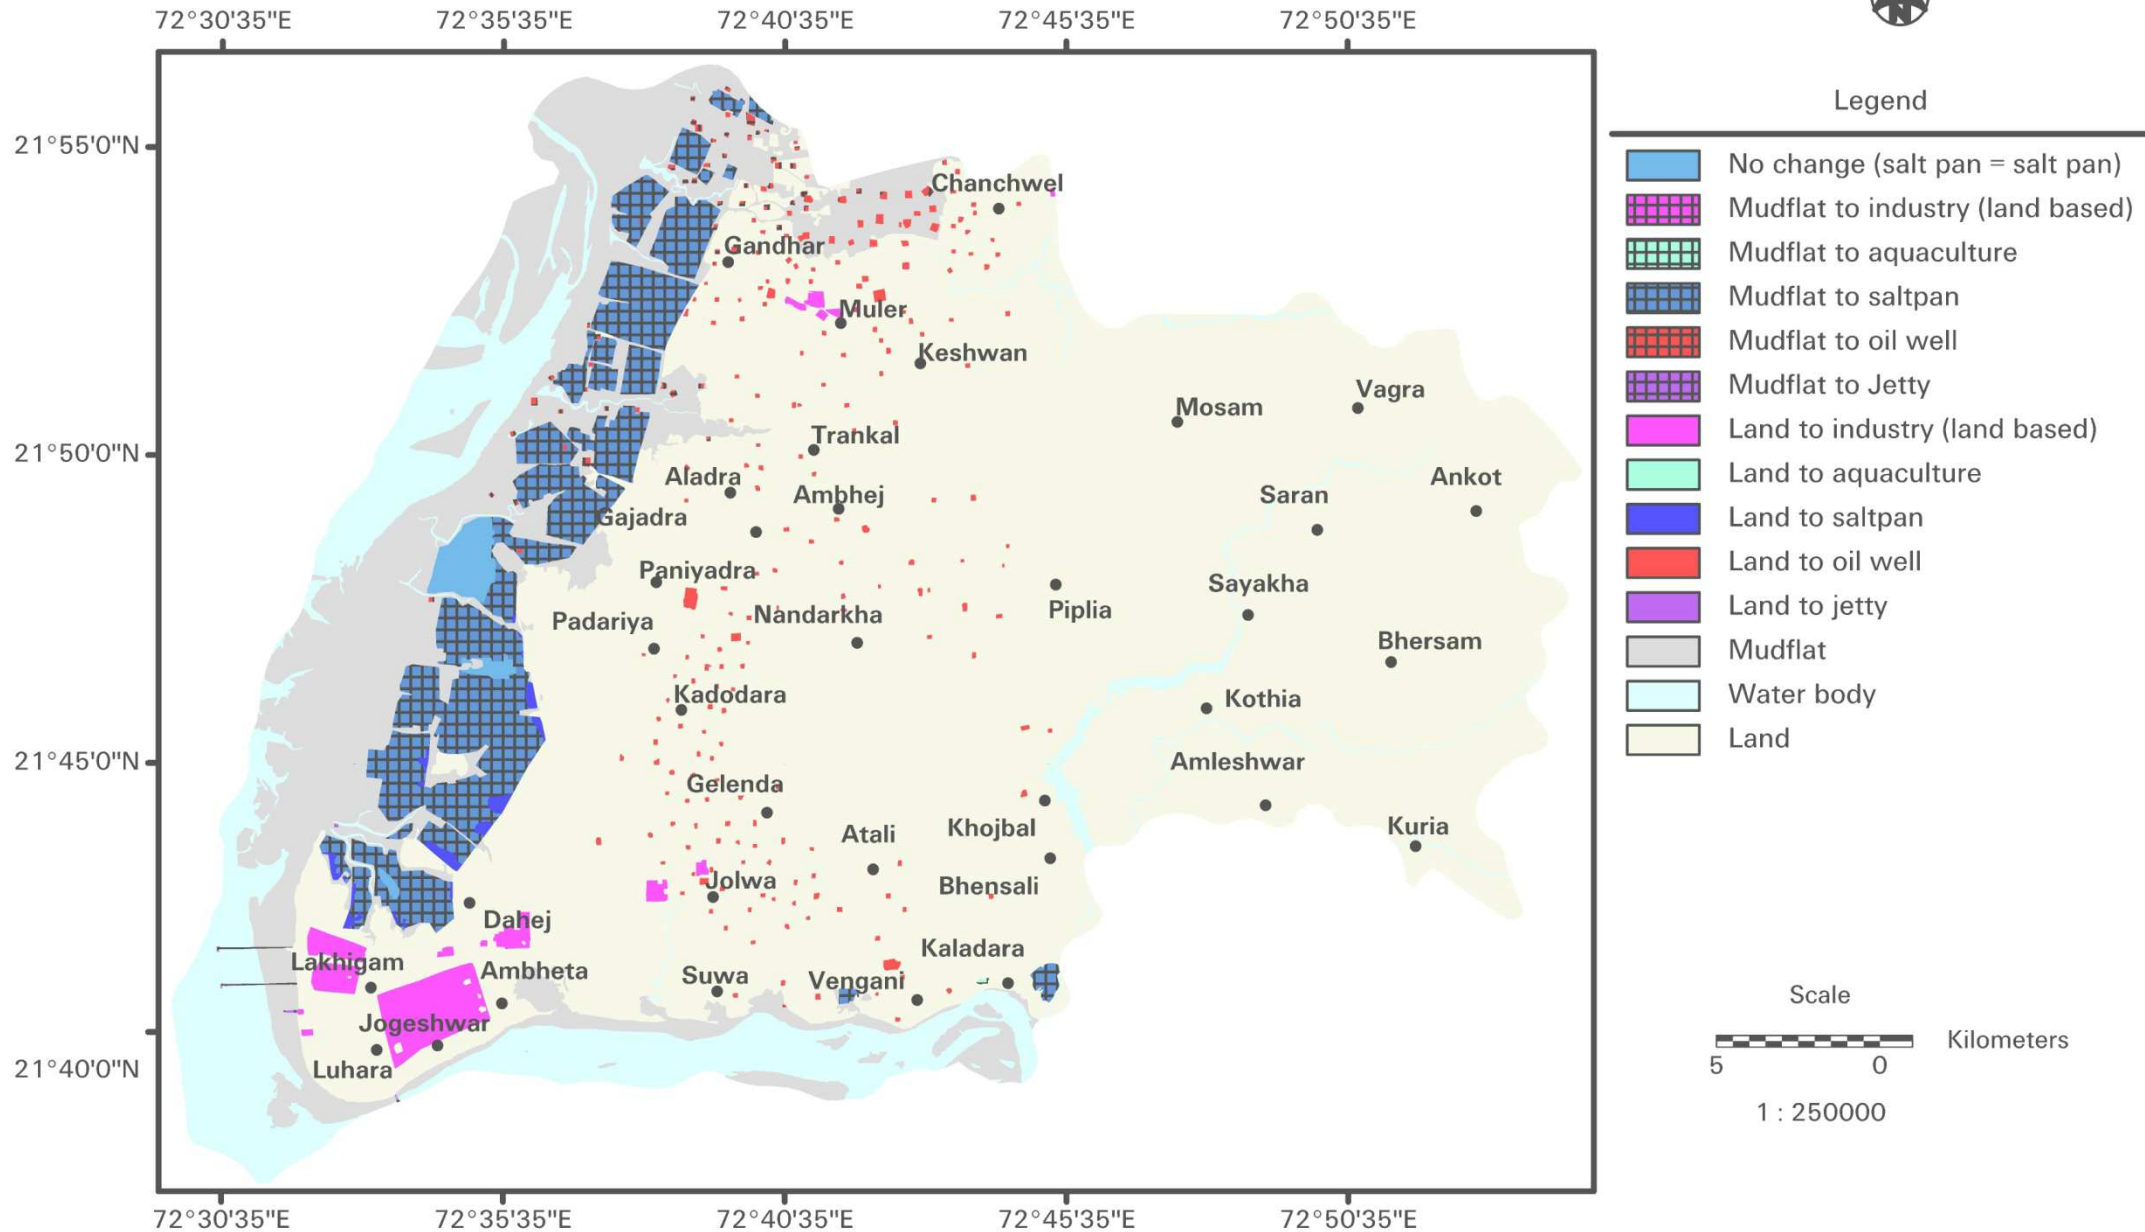 72°30'35"E 72°35'35"E 72°40'35"E 72°45'35"E 72°50'35"E
N
21°55'0"N
21°50'0"N
21°45'0"N
21°40'0"N
Chanchwel
Gandhar
Muler
Keshwan
Vagra
Mosam
Trankal
Aladra
Ambhej
Saran
Ankot
Gajadra
Paniyadra
Sayakha
Padariya
Nandarkha
Piplia
Bhersam
Kadodara
Kothia
Amleshwar
Gelenda
Atali
Khojbal
Kuria
Jolwa
Bhensali
Dahej
Kaladara
Lakhigam
Ambheta
Suwa
Vengani
Jogeshwar
Luhara
72°30'35"E 72°35'35"E 72°40'35"E 72°45'35"E 72°50'35"E
Legend
No change (salt pan = salt pan)
Mudflat to industry (land based)
Mudflat to aquaculture
Mudflat to saltpan
Mudflat to oil well
Mudflat to Jetty
Land to industry (land based)
Land to aquaculture
Land to saltpan
Land to oil well
Land to jetty
Mudflat
Water body
Land
Scale
Kilometers
5 0
1 : 250000